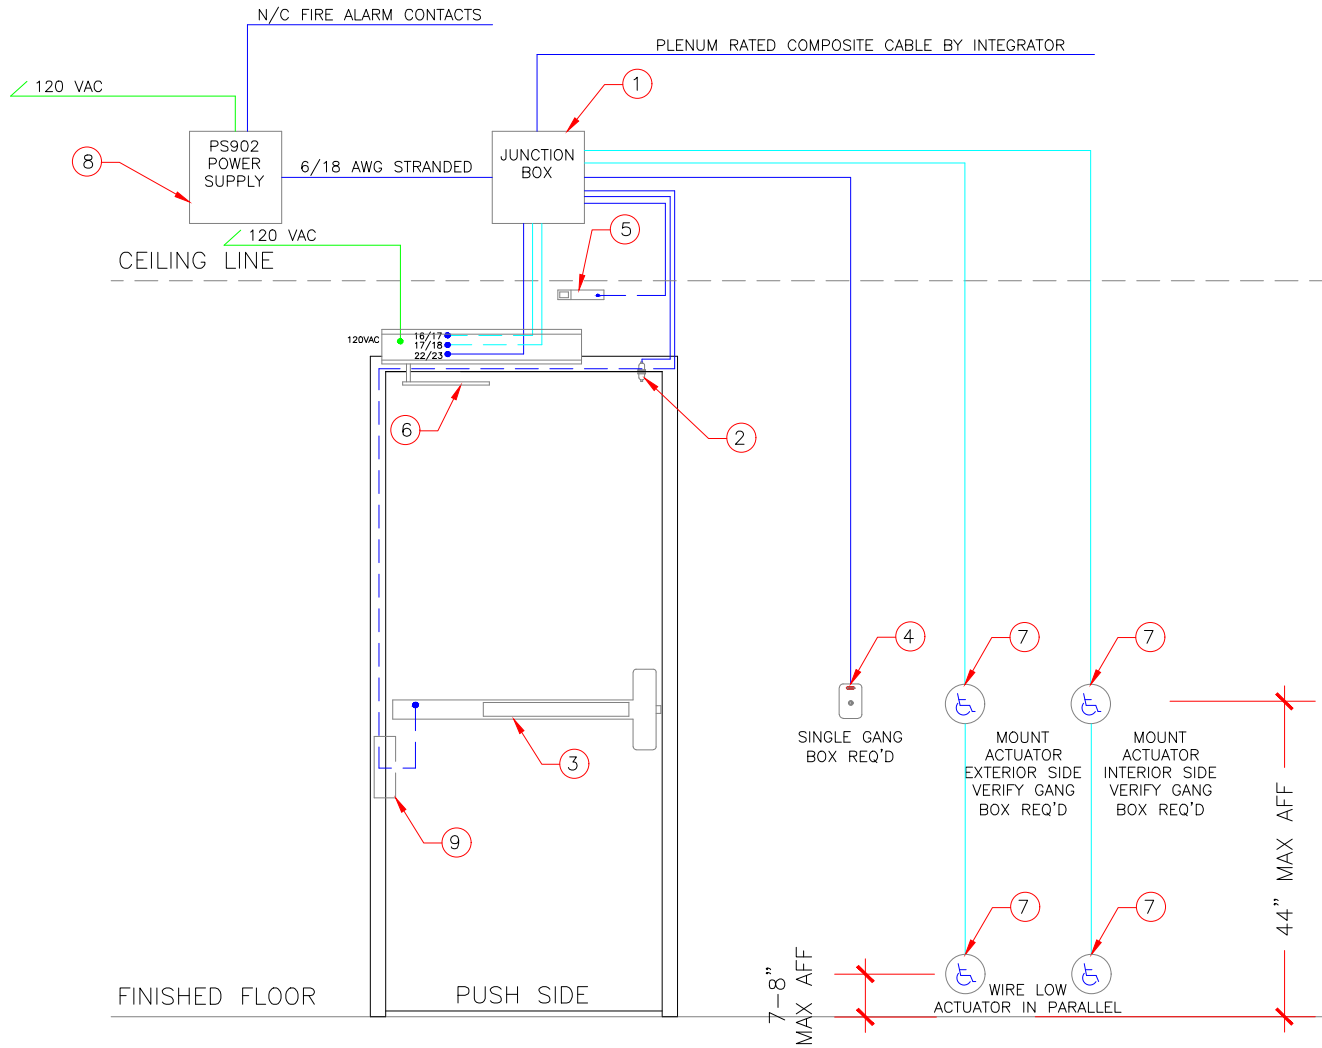 N/C FIRE ALARM CONTACTS
PLENUM RATED COMPOSITE CABLE BY INTEGRATOR
120 VAC
1
PS902
POWER
SUPPLY
8
6/18 AWG STRANDED
JUNCTION
BOX
120 VAC
5
CEILING LINE
120VAC
16/17
17/18
22/23
6
2
4
7
7
SINGLE GANG
BOX REQ'D
MOUNT
ACTUATOR
EXTERIOR SIDE
VERIFY GANG
BOX REQ'D
MOUNT
ACTUATOR
INTERIOR SIDE
VERIFY GANG
BOX REQ'D
3
9
44" MAX AFF
7
7
7-8"
MAX AFF
FINISHED FLOOR
PUSH SIDE
WIRE LOW
ACTUATOR IN PARALLEL